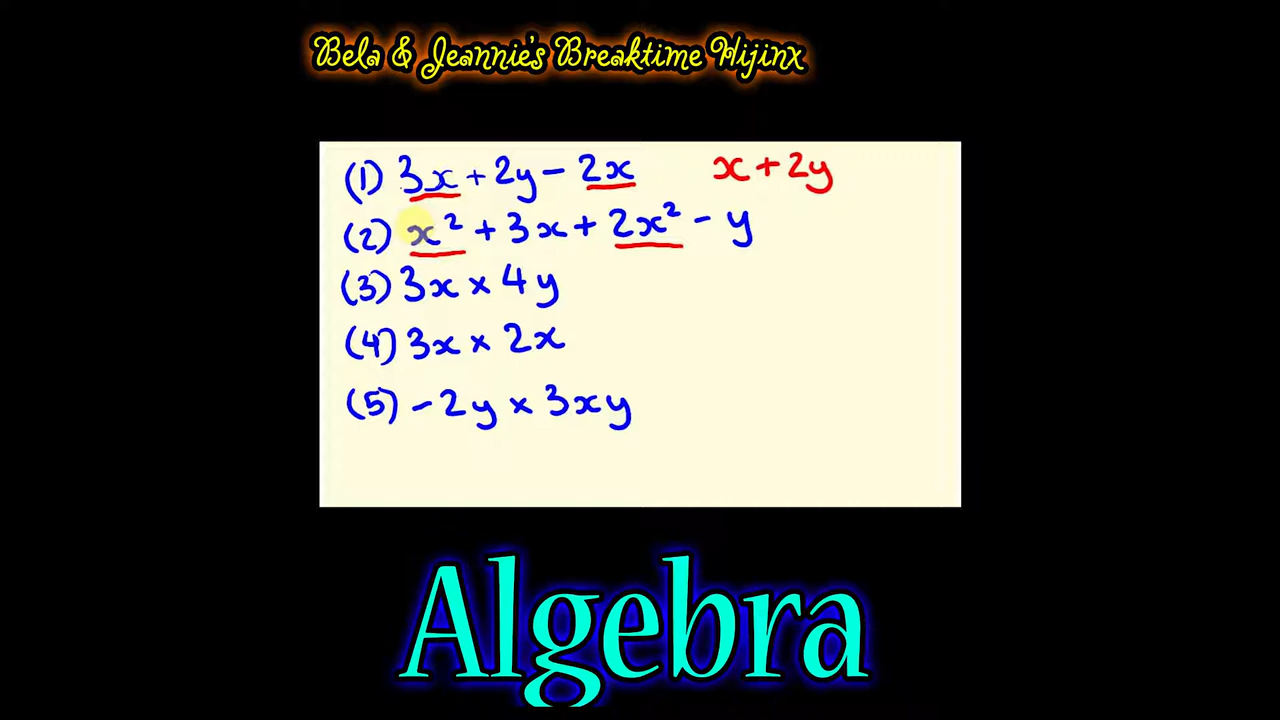 Bela & Jeannie's Breaktime Hijinx
(1) 3x + 2y - 2x x + 2y
(2) x² + 3x + 2x² - y
(3) 3x × 4y
(4) 3x × 2x
(5) -2y × 3xy
Algebra